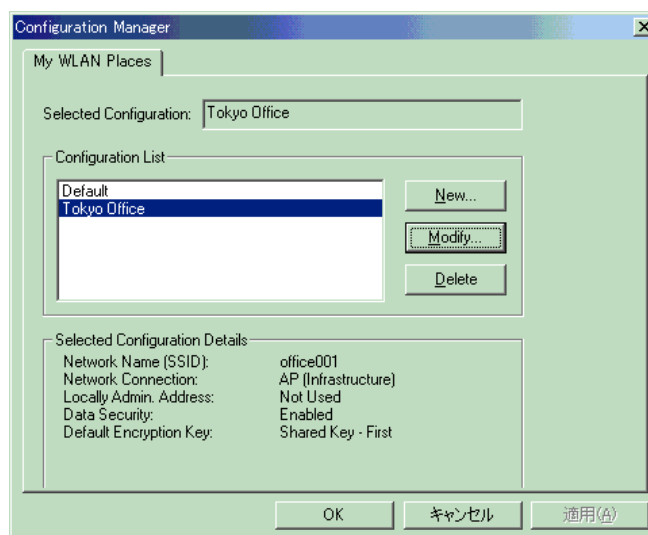 Configuration Manager
My WLAN Places
Selected Configuration: Tokyo Office
Configuration List
Default
Tokyo Office
New...
Modify...
Delete
Selected Configuration Details
Network Name (SSID): office001
Network Connection: AP (Infrastructure)
Locally Admin. Address: Not Used
Data Security: Enabled
Default Encryption Key: Shared Key - First
OK キャンセル 適用(A)